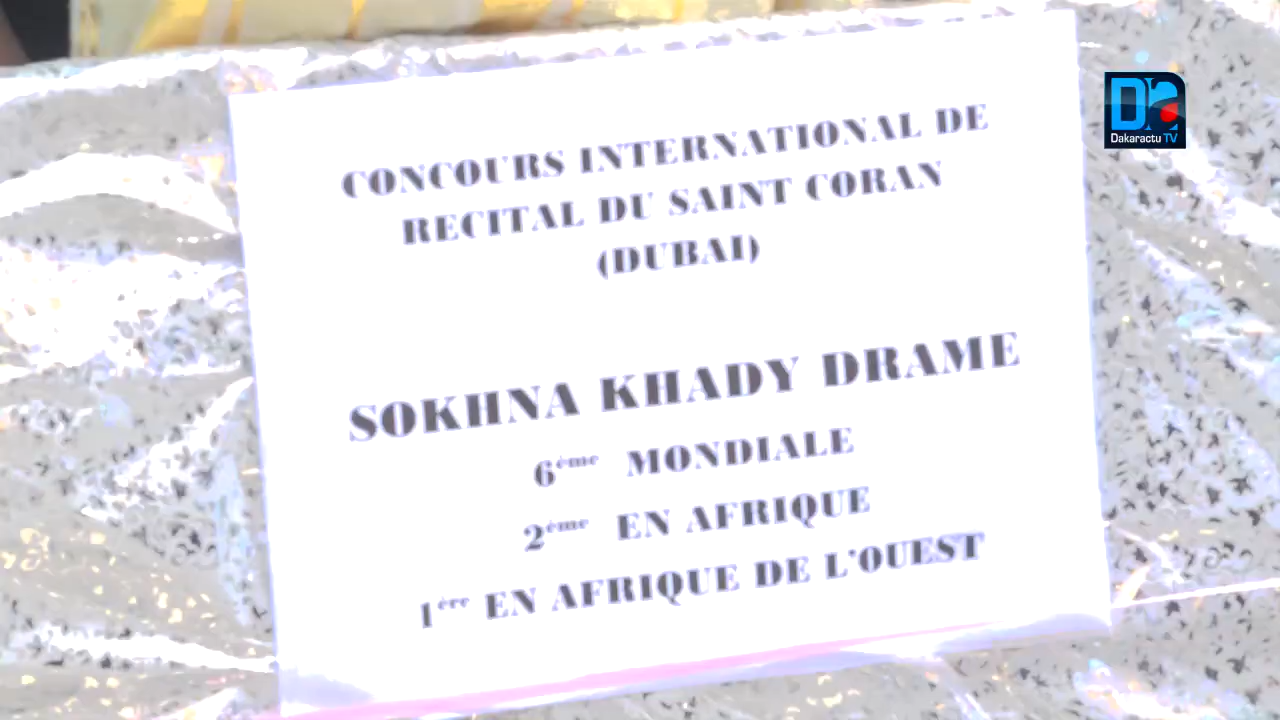 CONCOURS INTERNATIONAL DE
RECITAL DU SAINT CORAN
(DUBAI)
SOKHNA KHADY DRAME
6ème MONDIALE
2ème EN AFRIQUE
1ère EN AFRIQUE DE L'OUEST
Da
Dakaractu TV